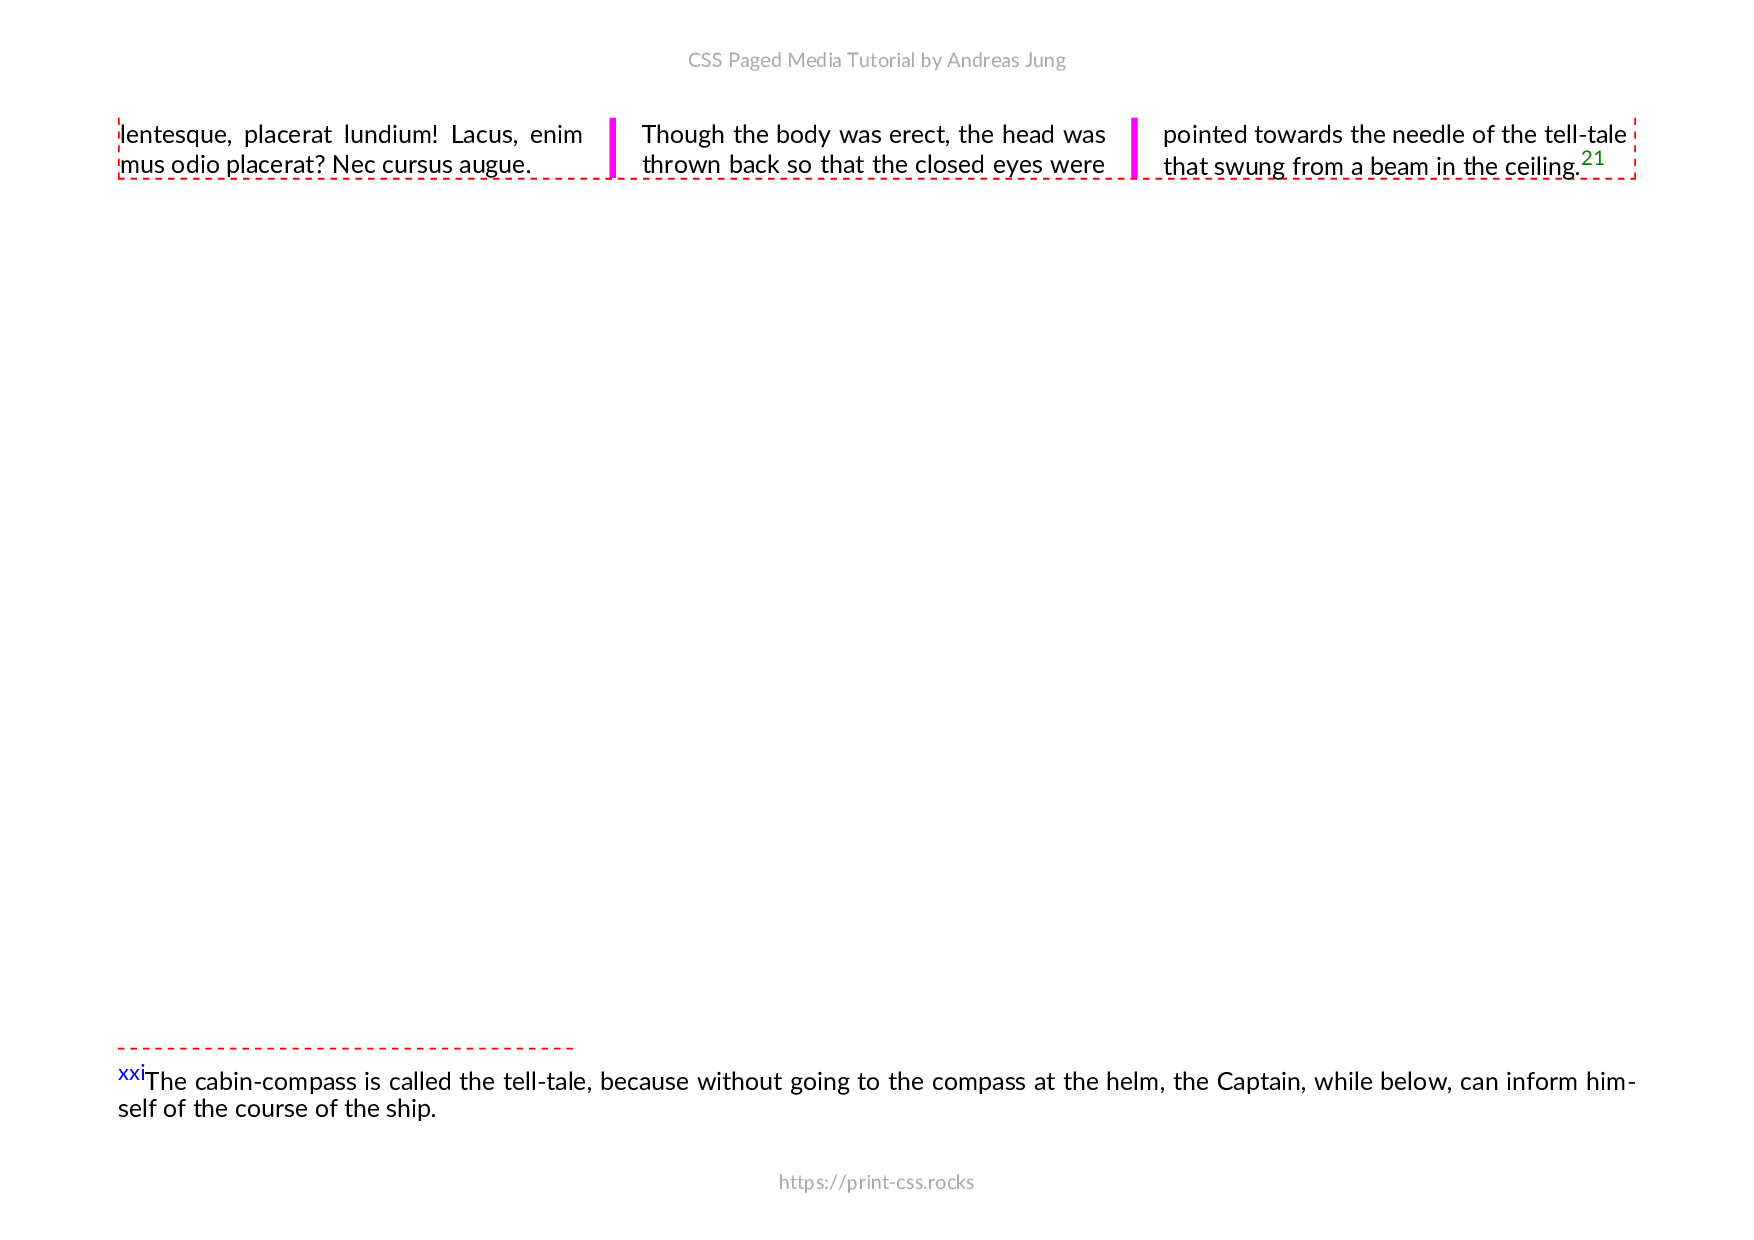 CSS Paged Media Tutorial by Andreas Jung
lentesque, placerat lundium! Lacus, enim
mus odio placerat? Nec cursus augue.
Though the body was erect, the head was
thrown back so that the closed eyes were
pointed towards the needle of the tell-tale
that swung from a beam in the ceiling.21
xxiThe cabin-compass is called the tell-tale, because without going to the compass at the helm, the Captain, while below, can inform him-
self of the course of the ship.
https://print-css.rocks